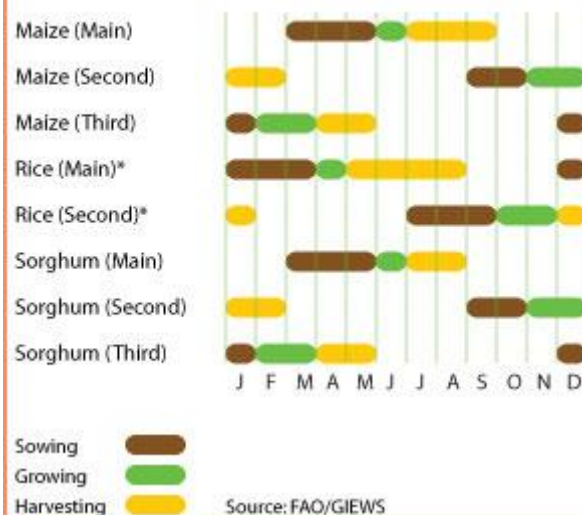 Maize (Main)
Maize (Second)
Maize (Third)
Rice (Main)*
Rice (Second)*
Sorghum (Main)
Sorghum (Second)
Sorghum (Third)
J F M A M J J A S O N D
Sowing
Growing
Harvesting
Source: FAO/GIEWS